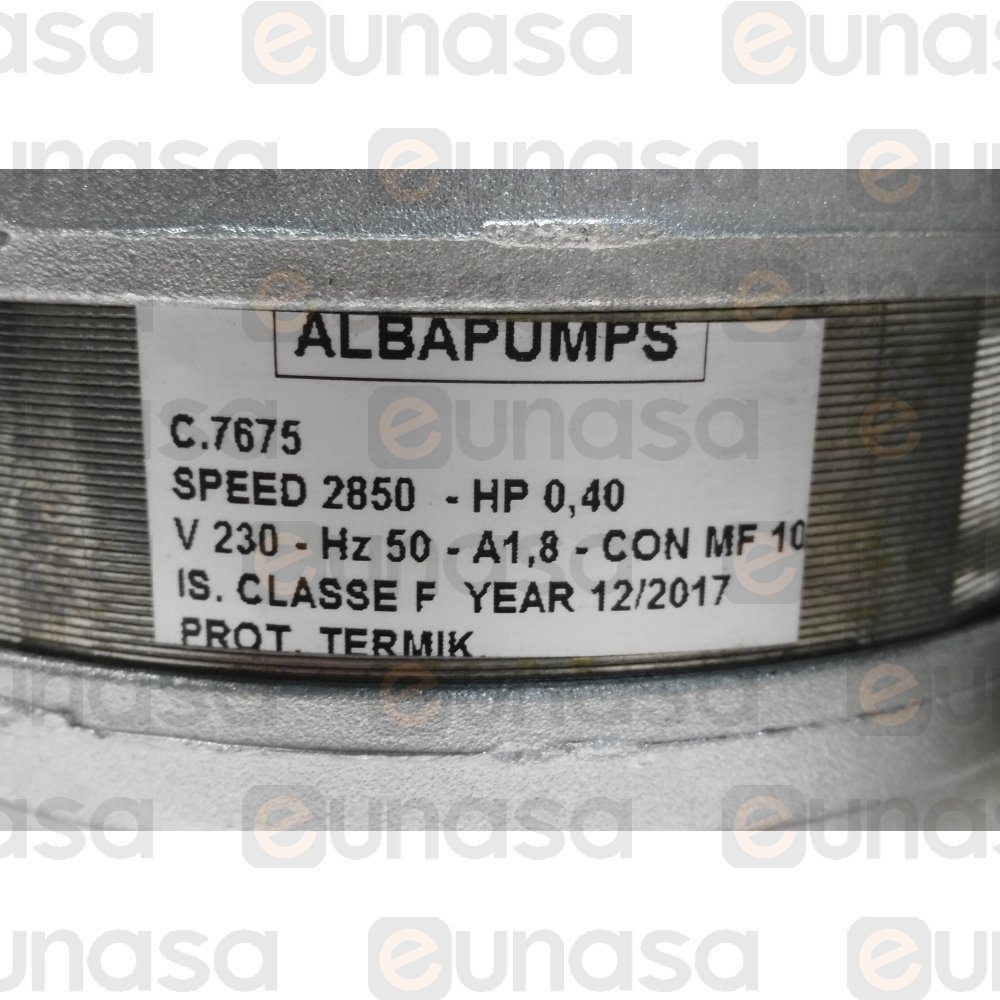 ALBAPUMPS
C.7675
SPEED 2850 - HP 0,40
V 230 - Hz 50 - A1,8 - CON MF 10
IS. CLASSE F YEAR 12/2017
PROT. TERMIK.
eunasa